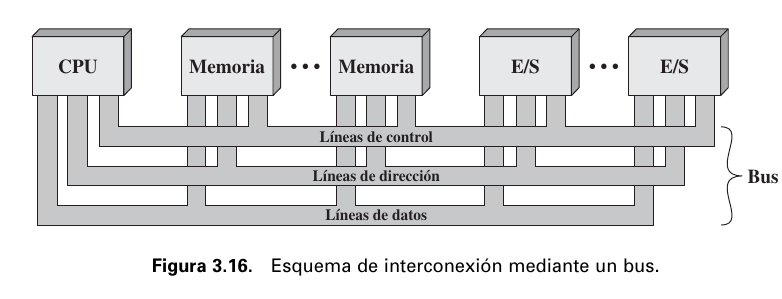 CPU Memoria ••• Memoria E/S ••• E/S
Líneas de control
Líneas de dirección
Bus
Líneas de datos
Figura 3.16. Esquema de interconexión mediante un bus.